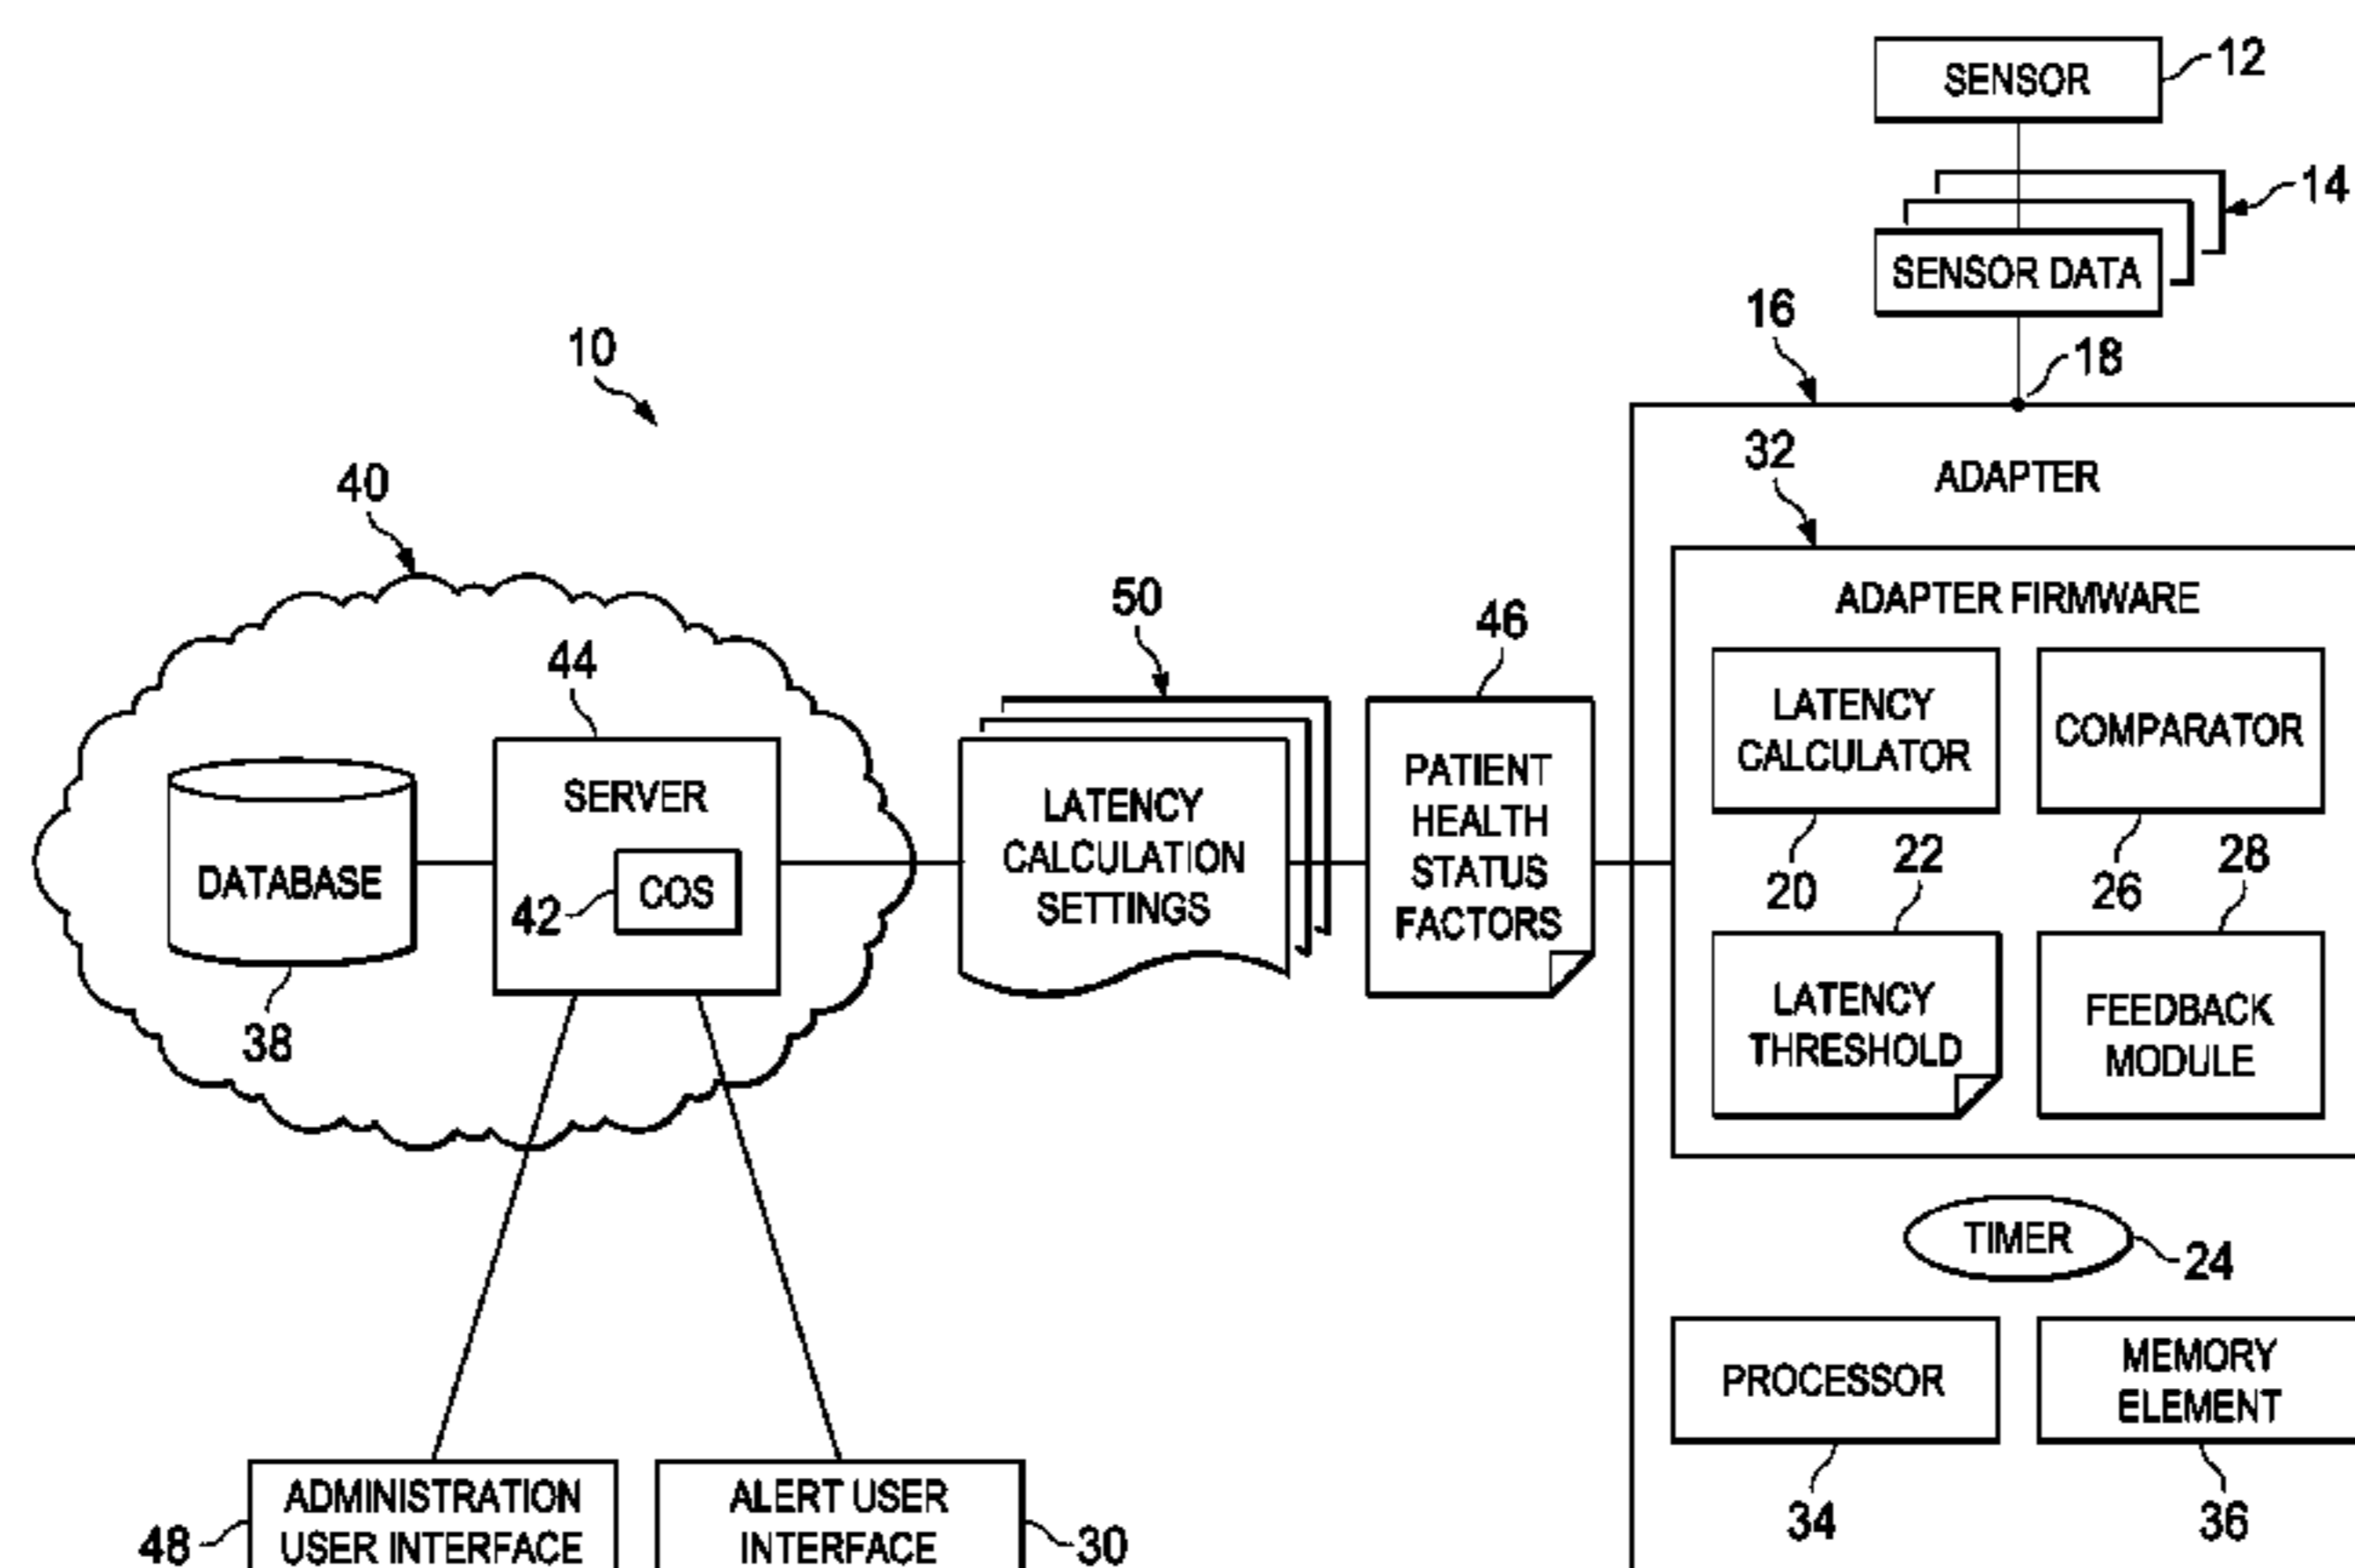 SENSOR
12
14
SENSOR DATA
16
18
10
32
ADAPTER
40
ADAPTER FIRMWARE
50
46
44
LATENCY
CALCULATOR
COMPARATOR
20
26
SERVER
COS
42
DATABASE
38
LATENCY
CALCULATION
SETTINGS
PATIENT
HEALTH
STATUS
FACTORS
22
28
LATENCY
THRESHOLD
FEEDBACK
MODULE
TIMER
24
PROCESSOR
MEMORY
ELEMENT
34
36
ADMINISTRATION
USER INTERFACE
48
ALERT USER
INTERFACE
30